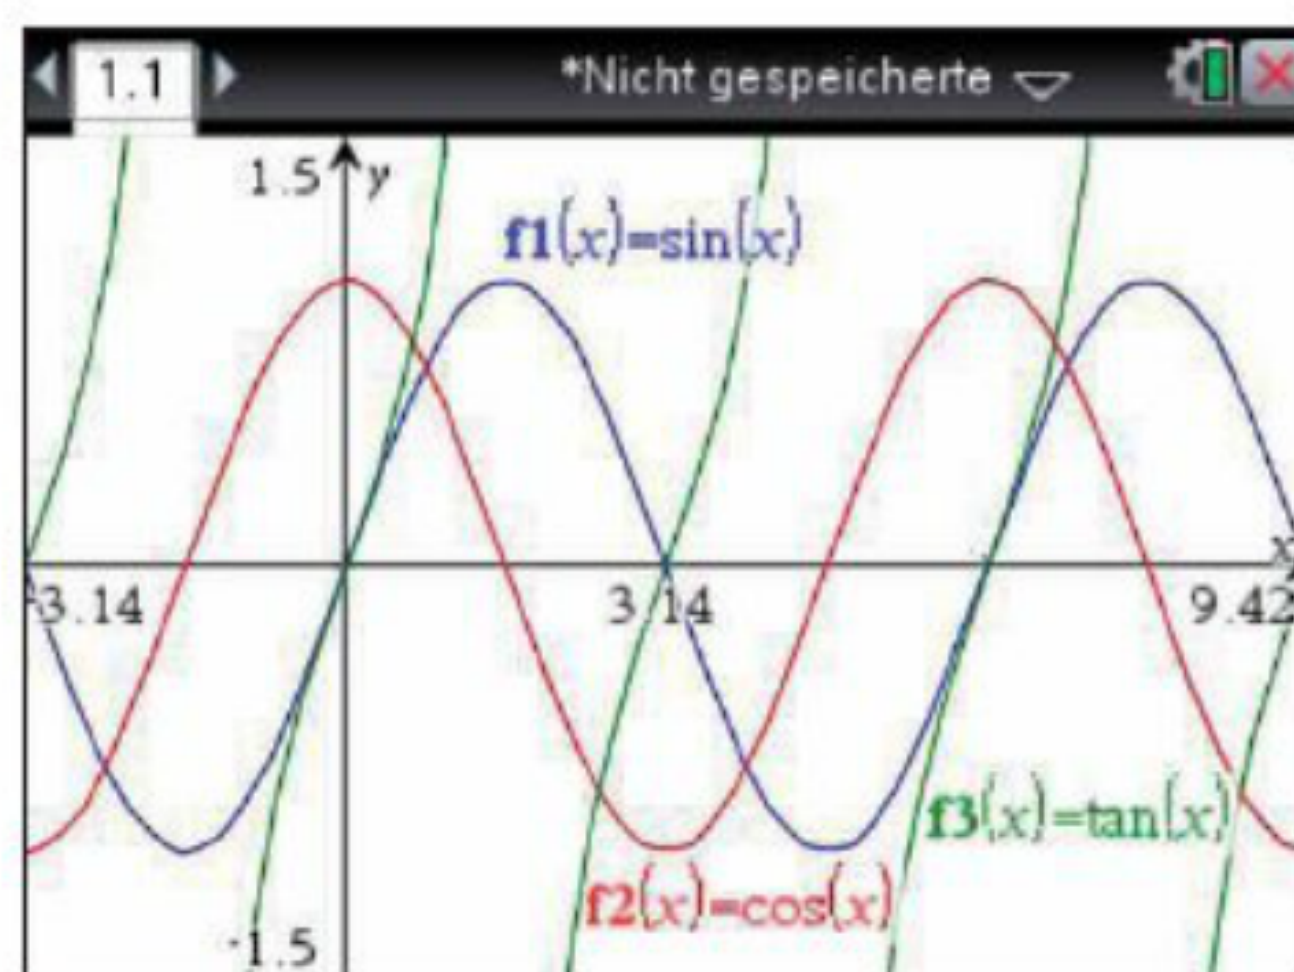 1.1 *Nicht gespeicherte
1.5 y
f1(x)=sin(x)
x
-3.14 3.14 9.42
f3(x)=tan(x)
f2(x)=cos(x)
-1.5